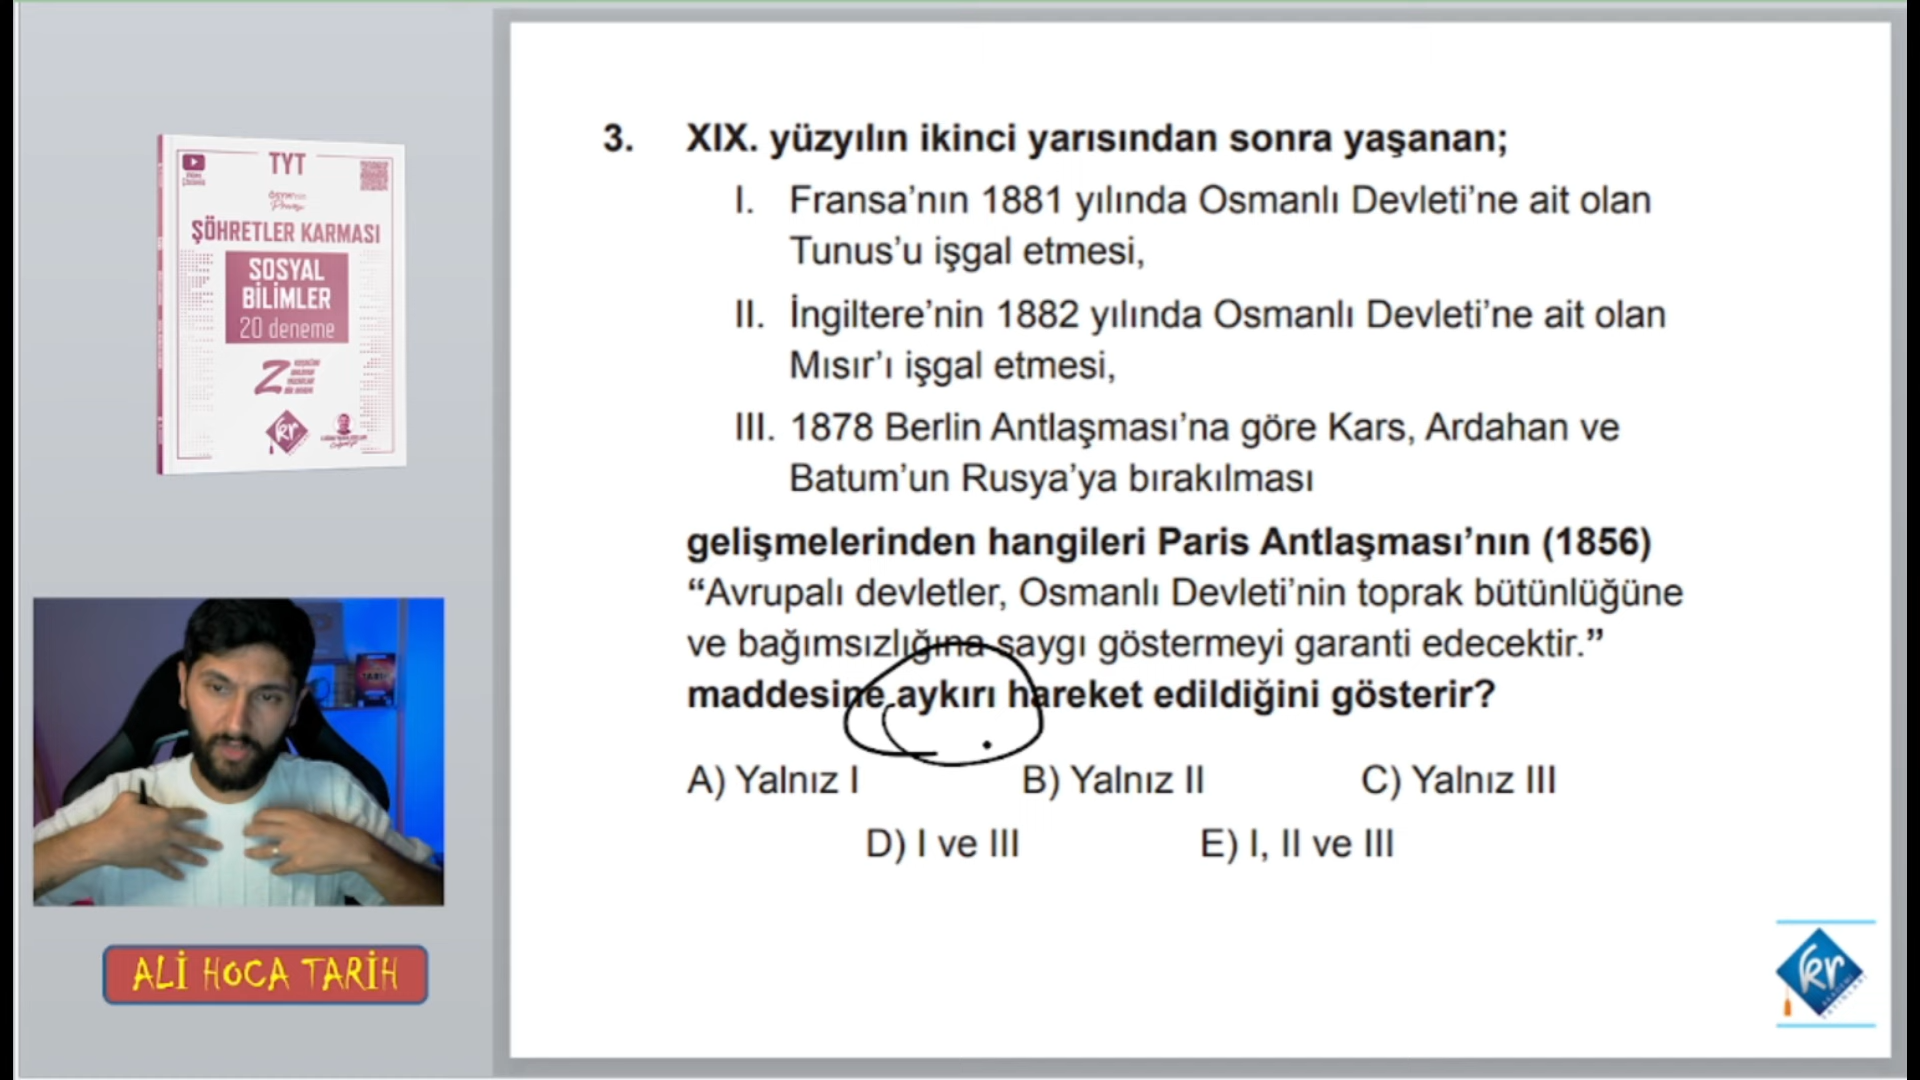 3. XIX. yüzyılın ikinci yarısından sonra yaşanan;
I. Fransa’nın 1881 yılında Osmanlı Devleti’ne ait olan
Tunus’u işgal etmesi,
II. İngiltere’nin 1882 yılında Osmanlı Devleti’ne ait olan
Mısır’ı işgal etmesi,
III. 1878 Berlin Antlaşması’na göre Kars, Ardahan ve
Batum’un Rusya’ya bırakılması
gelişmelerinden hangileri Paris Antlaşması’nın (1856)
“Avrupalı devletler, Osmanlı Devleti’nin toprak bütünlüğüne
ve bağımsızlığına saygı göstermeyi garanti edecektir.”
maddesine aykırı hareket edildiğini gösterir?
A) Yalnız I B) Yalnız II C) Yalnız III
D) I ve III E) I, II ve III
TYT
ŞÖHRETLER KARMASI
SOSYAL
BİLİMLER
20 deneme
kr
ALİ HOCA TARİH
kr